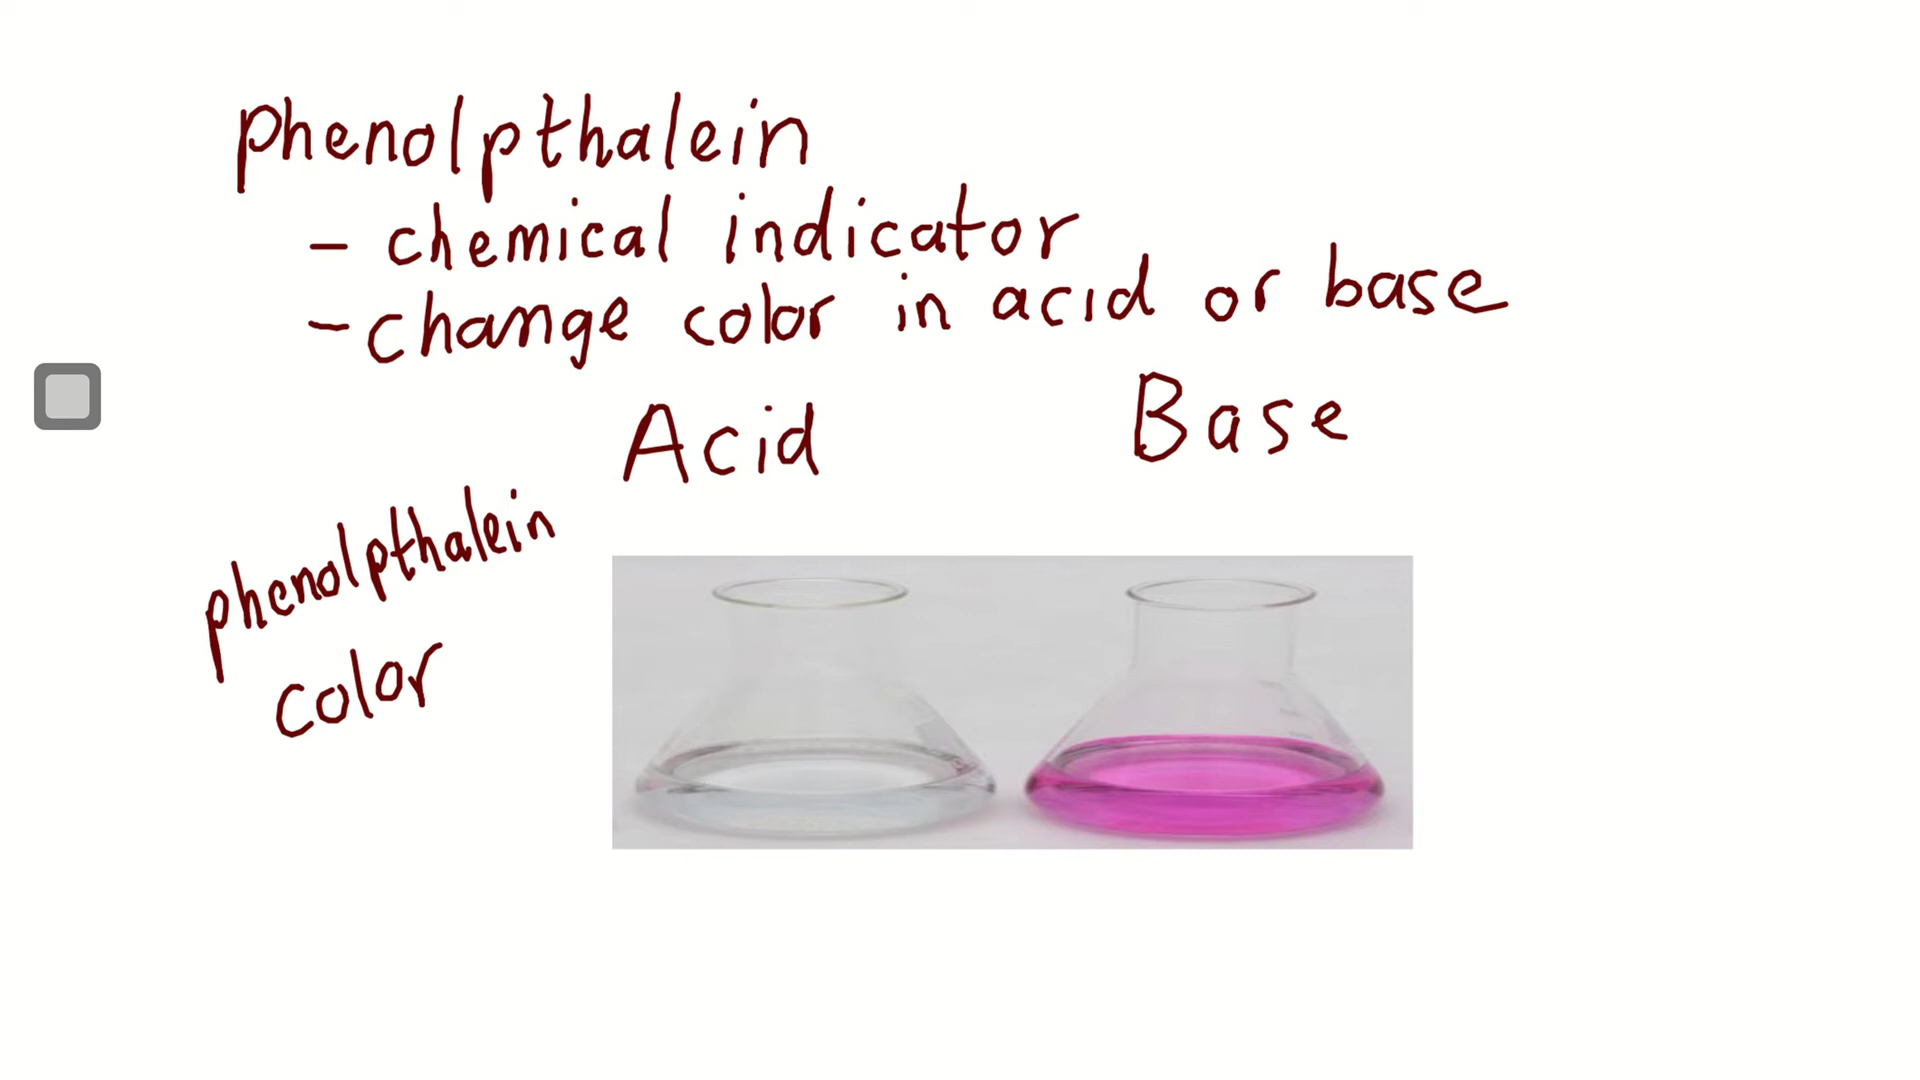 phenolpthalein
- chemical indicator
- change color in acid or base
Acid Base
phenolpthalein
color